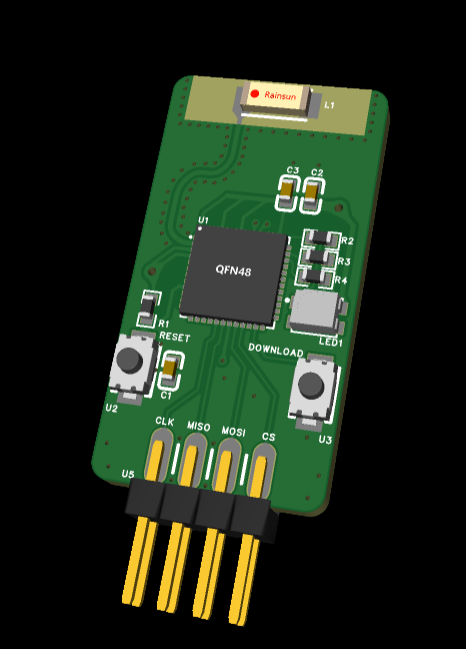 Rainsun
L1
C3
C2
U1
R2
QFN48
R3
R4
R1
LED1
RESET
DOWNLOAD
C1
U2
U3
CLK
MISO
MOSI
CS
U5